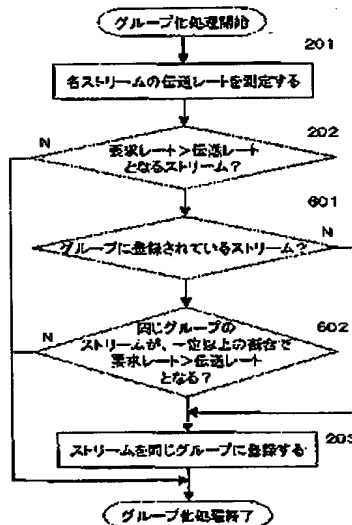 グループ化処理開始
201
各ストリームの伝送レートを測定する
202
N
要求レート>伝送レート
となるストリーム?
601
グループに登録されているストリーム?
N
602
N
同じグループの
ストリームが、一定以上の割合で
要求レート>伝送レート
となる?
203
ストリームを同じグループに登録する
グループ化処理終了